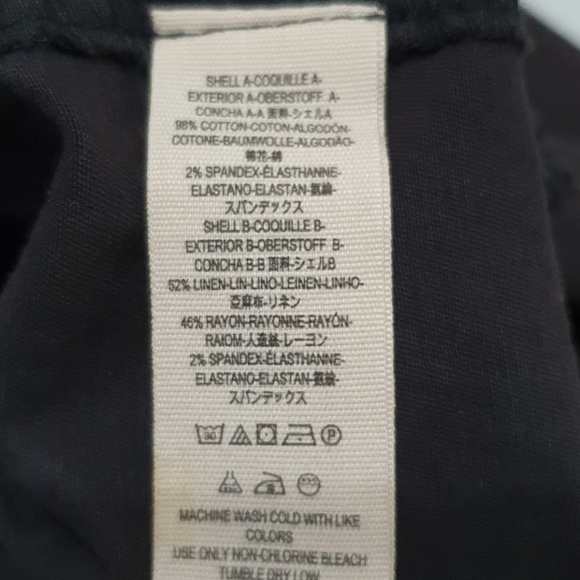 SHELL A-COQUILLE A-
EXTERIOR A-OBERSTOFF A-
CONCHA A-A 面料-シェルA
98% COTTON-COTON-ALGODÓN-
COTONE-BAUMWOLLE-ALGODÃO-
棉花-綿
2% SPANDEX-ÉLASTHANNE-
ELASTANO-ELASTAN-氨綸-
スパンデックス
SHELL B-COQUILLE B-
EXTERIOR B-OBERSTOFF B-
CONCHA B-B 面料-シェルB
52% LINEN-LIN-LINO-LEINEN-LINHO-
亞麻布-リネン
46% RAYON-RAYONNE-RAYÓN-
RAIOM-人造絲-レーヨン
2% SPANDEX-ÉLASTHANNE-
ELASTANO-ELASTAN-氨綸-
スパンデックス
MACHINE WASH COLD WITH LIKE
COLORS
USE ONLY NON-CHLORINE BLEACH
TUMBLE DRY LOW